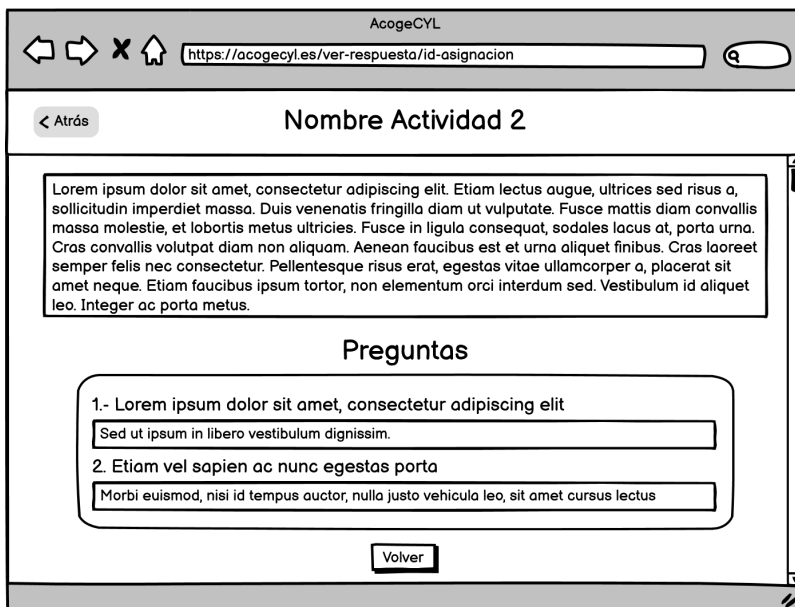 AcogeCYL
https://acogecyl.es/ver-respuesta/id-asignacion
Atrás
Nombre Actividad 2
Lorem ipsum dolor sit amet, consectetur adipiscing elit. Etiam lectus augue, ultrices sed risus a,
sollicitudin imperdiet massa. Duis venenatis fringilla diam ut vulputate. Fusce mattis diam convallis
massa molestie, et lobortis metus ultricies. Fusce in ligula consequat, sodales lacus at, porta urna.
Cras convallis volutpat diam non aliquam. Aenean faucibus est et urna aliquet finibus. Cras laoreet
semper felis nec consectetur. Pellentesque risus erat, egestas vitae ullamcorper a, placerat sit
amet neque. Etiam faucibus ipsum tortor, non elementum orci interdum sed. Vestibulum id aliquet
leo. Integer ac porta metus.
Preguntas
1.- Lorem ipsum dolor sit amet, consectetur adipiscing elit
Sed ut ipsum in libero vestibulum dignissim.
2. Etiam vel sapien ac nunc egestas porta
Morbi euismod, nisi id tempus auctor, nulla justo vehicula leo, sit amet cursus lectus
Volver